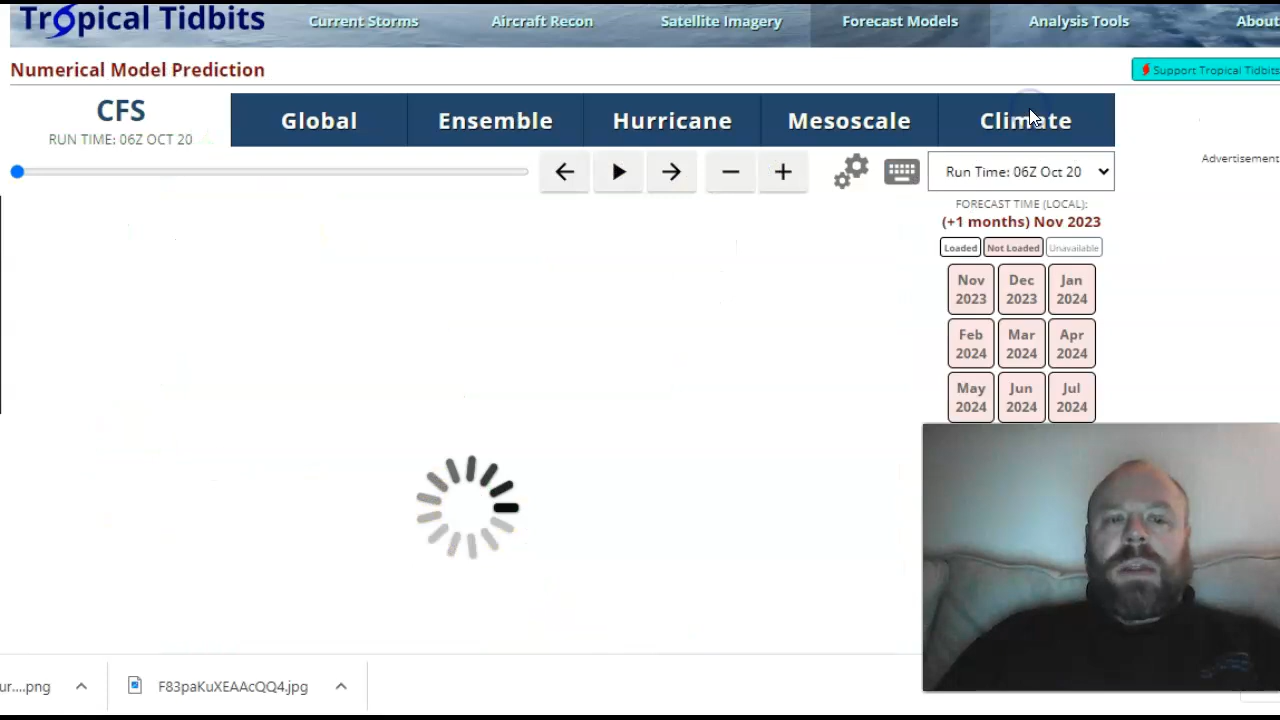 Tropical Tidbits
Current Storms
Aircraft Recon
Satellite Imagery
Forecast Models
Analysis Tools
About
Numerical Model Prediction
Support Tropical Tidbits
CFS
RUN TIME: 06Z OCT 20
Global
Ensemble
Hurricane
Mesoscale
Climate
Advertisement
Run Time: 06Z Oct 20
FORECAST TIME (LOCAL):
(+1 months) Nov 2023
Loaded
Not Loaded
Unavailable
Nov
2023
Dec
2023
Jan
2024
Feb
2024
Mar
2024
Apr
2024
May
2024
Jun
2024
Jul
2024
ur....png
F83paKuXEAAcQQ4.jpg